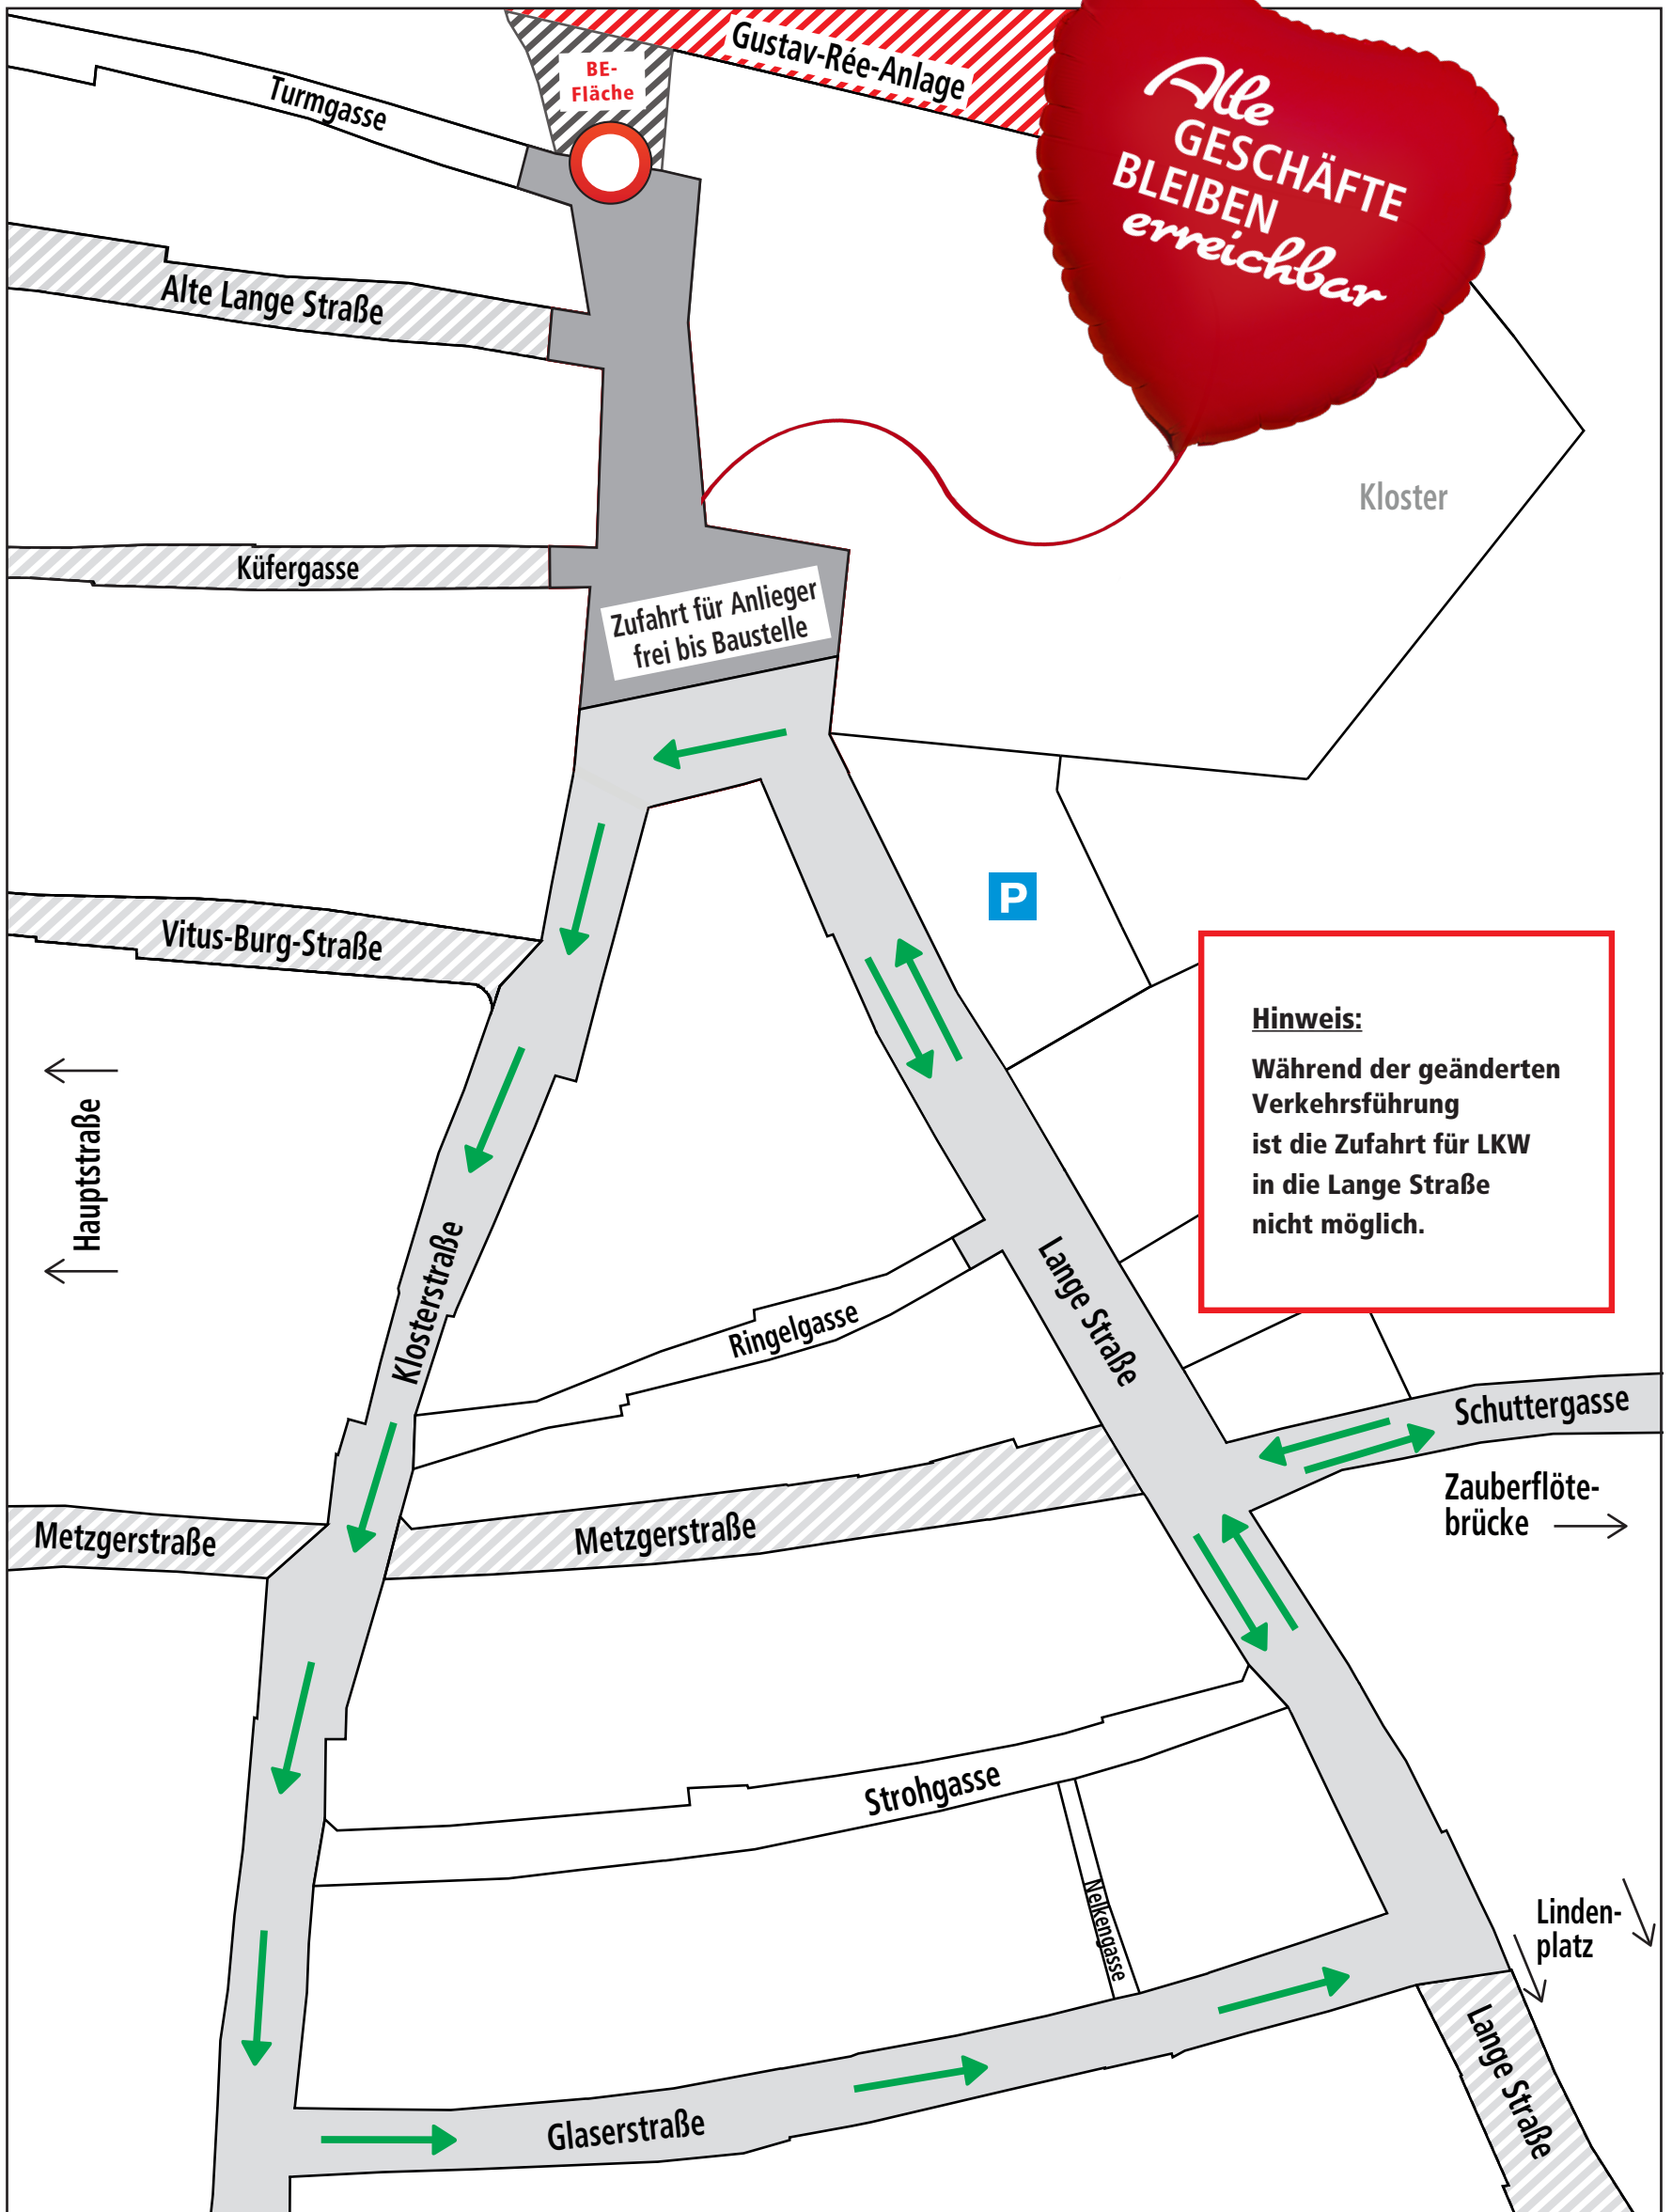 Gustav-Rée-Anlage
BE-
Fläche
Turmgasse
Alle
GESCHÄFTE
BLEIBEN
erreichbar
Alte Lange Straße
Kloster
Küfergasse
Zufahrt für Anlieger
frei bis Baustelle
P
Vitus-Burg-Straße
Hinweis:
Während der geänderten
Verkehrsführung
ist die Zufahrt für LKW
in die Lange Straße
nicht möglich.
Hauptstraße
Klosterstraße
Lange Straße
Ringelgasse
Schuttergasse
Zauberflöte-
brücke
Metzgerstraße
Metzgerstraße
Strohgasse
Nelkengasse
Linden-
platz
Lange Straße
Glaserstraße